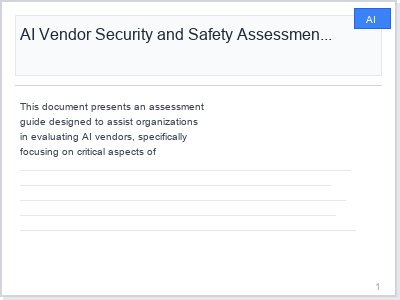 AI
AI Vendor Security and Safety Assessmen...
This document presents an assessment
guide designed to assist organizations
in evaluating AI vendors, specifically
focusing on critical aspects of
1